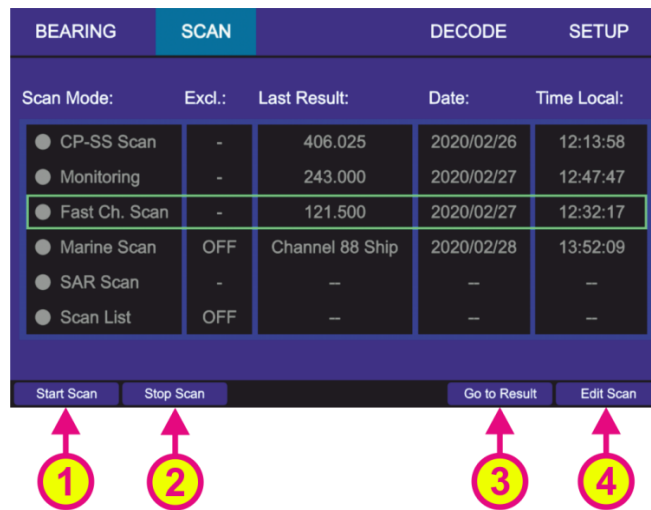 BEARING SCAN DECODE SETUP
Scan Mode: Excl.: Last Result: Date: Time Local:
CP-SS Scan - 406.025 2020/02/26 12:13:58
Monitoring - 243.000 2020/02/27 12:47:47
Fast Ch. Scan - 121.500 2020/02/27 12:32:17
Marine Scan OFF Channel 88 Ship 2020/02/28 13:52:09
SAR Scan - -- -- --
Scan List OFF -- -- --
Start Scan Stop Scan Go to Result Edit Scan
1 2 3 4